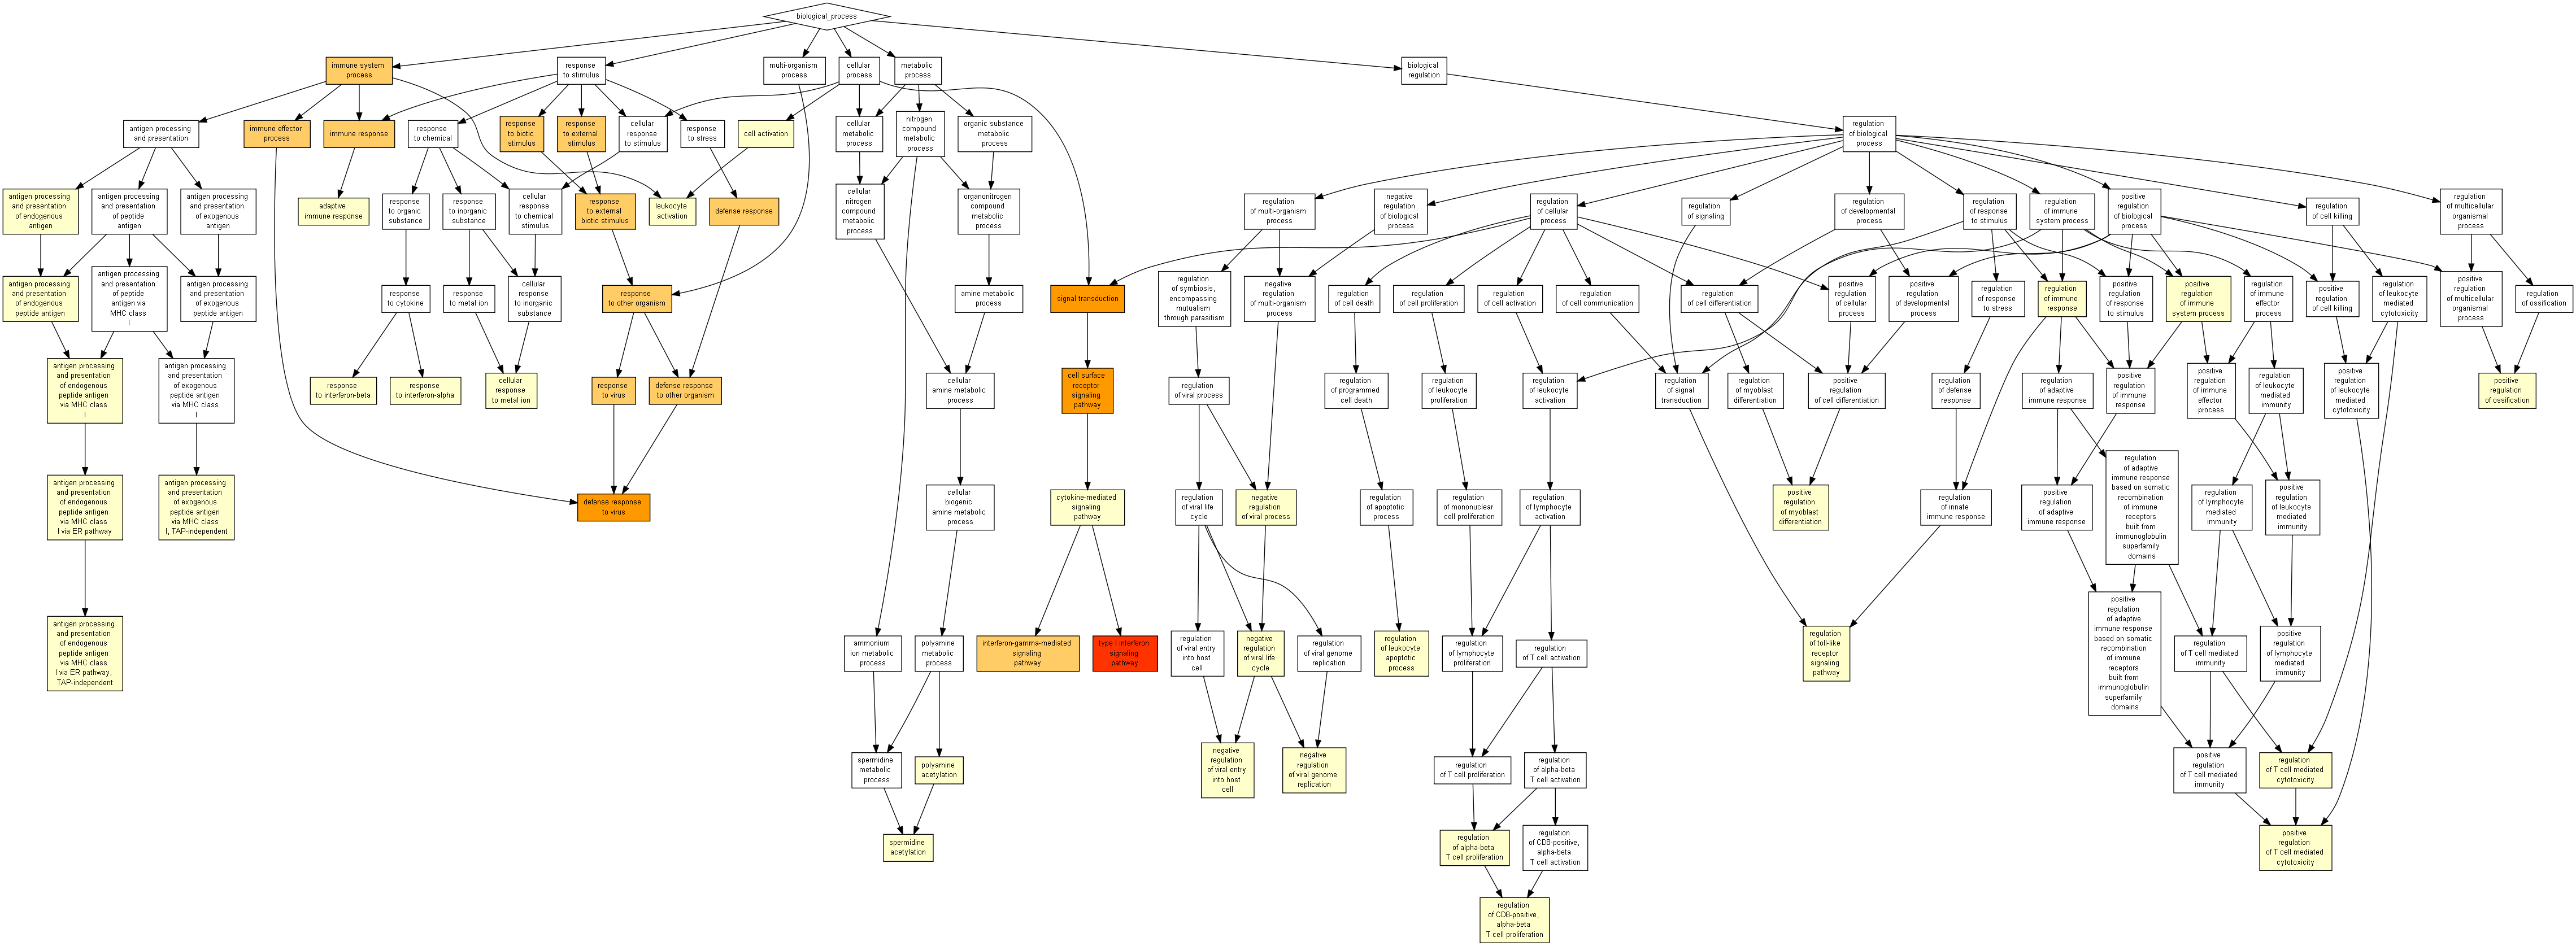 biological_process
immune system
process
response
to stimulus
multi-organism
process
cellular
process
metabolic
process
biological
regulation
antigen processing
and presentation
immune effector
process
immune response
response
to chemical
response
to biotic
stimulus
response
to external
stimulus
cellular
response
to stimulus
response
to stress
cell activation
cellular
metabolic
process
nitrogen
compound
metabolic
process
organic substance
metabolic
process
regulation
of biological
process
antigen processing
and presentation
of endogenous
antigen
antigen processing
and presentation
of peptide
antigen
antigen processing
and presentation
of exogenous
antigen
adaptive
immune response
response
to organic
substance
response
to inorganic
substance
cellular
response
to chemical
stimulus
response
to external
biotic stimulus
leukocyte
activation
defense response
cellular
nitrogen
compound
metabolic
process
organonitrogen
compound
metabolic
process
regulation
of multi-organism
process
negative
regulation
of biological
process
regulation
of cellular
process
regulation
of signaling
regulation
of developmental
process
regulation
of response
to stimulus
regulation
of immune
system process
positive
regulation
of biological
process
regulation
of cell killing
regulation
of multicellular
organismal
process
antigen processing
and presentation
of endogenous
peptide antigen
antigen processing
and presentation
of peptide
antigen via
MHC class
I
antigen processing
and presentation
of exogenous
peptide antigen
response
to cytokine
response
to metal ion
cellular
response
to inorganic
substance
response
to other organism
amine metabolic
process
signal transduction
regulation
of symbiosis,
encompassing
mutualism
through parasitism
negative
regulation
of multi-organism
process
regulation
of cell death
regulation
of cell proliferation
regulation
of cell activation
regulation
of cell communication
regulation
of cell differentiation
positive
regulation
of cellular
process
positive
regulation
of developmental
process
regulation
of response
to stress
regulation
of immune
response
positive
regulation
of response
to stimulus
positive
regulation
of immune
system process
regulation
of immune
effector
process
positive
regulation
of cell killing
regulation
of leukocyte
mediated
cytotoxicity
positive
regulation
of multicellular
organismal
process
regulation
of ossification
antigen processing
and presentation
of endogenous
peptide antigen
via MHC class
I
antigen processing
and presentation
of exogenous
peptide antigen
via MHC class
I
response
to interferon-beta
response
to interferon-alpha
cellular
response
to metal ion
response
to virus
defense response
to other organism
cellular
amine metabolic
process
cell surface
receptor
signaling
pathway
regulation
of viral process
regulation
of programmed
cell death
regulation
of leukocyte
proliferation
regulation
of leukocyte
activation
regulation
of signal
transduction
regulation
of myoblast
differentiation
positive
regulation
of cell differentiation
regulation
of defense
response
regulation
of adaptive
immune response
positive
regulation
of immune
response
positive
regulation
of immune
effector
process
regulation
of leukocyte
mediated
immunity
positive
regulation
of leukocyte
mediated
cytotoxicity
positive
regulation
of ossification
antigen processing
and presentation
of endogenous
peptide antigen
via MHC class
I via ER pathway
antigen processing
and presentation
of exogenous
peptide antigen
via MHC class
I, TAP-independent
defense response
to virus
cellular
biogenic
amine metabolic
process
cytokine-mediated
signaling
pathway
regulation
of viral life
cycle
negative
regulation
of viral process
regulation
of apoptotic
process
regulation
of mononuclear
cell proliferation
regulation
of lymphocyte
activation
positive
regulation
of myoblast
differentiation
regulation
of innate
immune response
positive
regulation
of adaptive
immune response
regulation
of adaptive
immune response
based on somatic
recombination
of immune
receptors
built from
immunoglobulin
superfamily
domains
regulation
of lymphocyte
mediated
immunity
positive
regulation
of leukocyte
mediated
immunity
antigen processing
and presentation
of endogenous
peptide antigen
via MHC class
I via ER pathway,
TAP-independent
ammonium
ion metabolic
process
polyamine
metabolic
process
interferon-gamma-mediated
signaling
pathway
type I interferon
signaling
pathway
regulation
of viral entry
into host
cell
negative
regulation
of viral life
cycle
regulation
of viral genome
replication
regulation
of leukocyte
apoptotic
process
regulation
of lymphocyte
proliferation
regulation
of T cell activation
regulation
of toll-like
receptor
signaling
pathway
positive
regulation
of adaptive
immune response
based on somatic
recombination
of immune
receptors
built from
immunoglobulin
superfamily
domains
regulation
of T cell mediated
immunity
positive
regulation
of lymphocyte
mediated
immunity
spermidine
metabolic
process
polyamine
acetylation
negative
regulation
of viral entry
into host
cell
negative
regulation
of viral genome
replication
regulation
of T cell proliferation
regulation
of alpha-beta
T cell activation
positive
regulation
of T cell mediated
immunity
regulation
of T cell mediated
cytotoxicity
spermidine
acetylation
regulation
of alpha-beta
T cell proliferation
regulation
of CD8-positive,
alpha-beta
T cell activation
positive
regulation
of T cell mediated
cytotoxicity
regulation
of CD8-positive,
alpha-beta
T cell proliferation